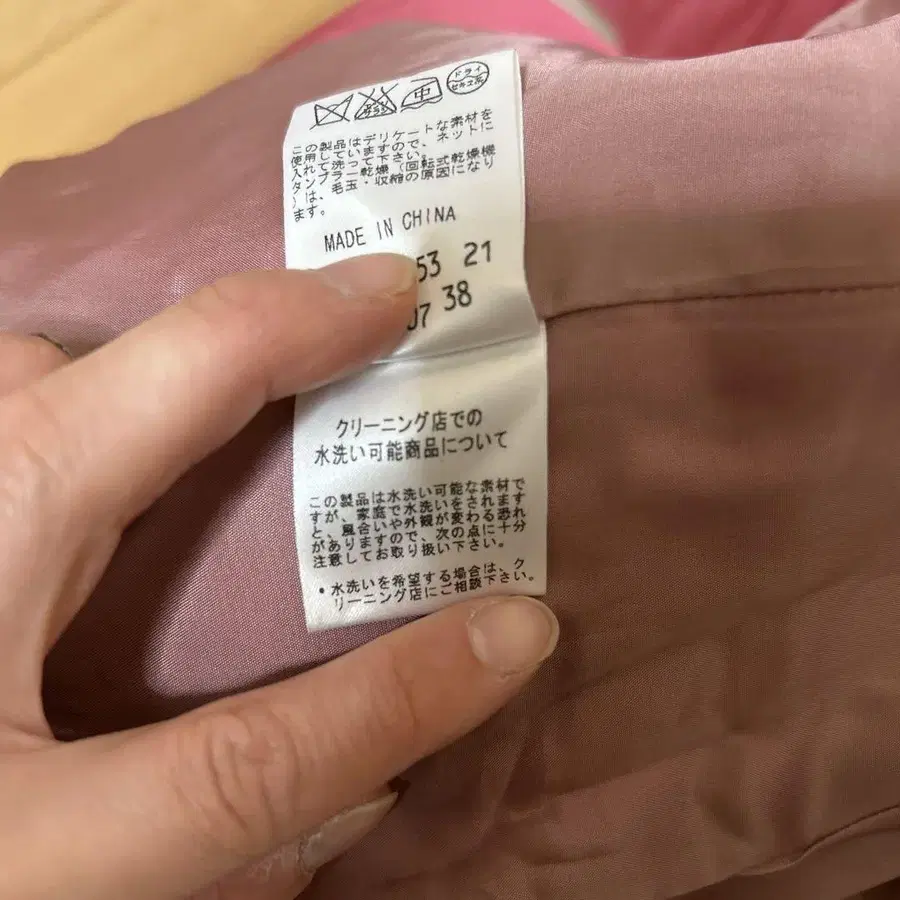 中 ドライ
エンソサラシ セキユ系
この製品はデリケートな素材を
使用していますので、ネットに
入れて洗って下さい。
タンブラー乾燥(回転式乾燥機
)は、毛玉・収縮の原因になり
ます。
MADE IN CHINA
53 21
07 38
クリーニング店での
水洗い可能商品について
この製品は水洗い可能な素材で
すが、家庭で水洗いをされます
と、風合いや外観が変わる恐れ
がありますので、次の点に十分
注意してお取り扱い下さい。
・水洗いを希望する場合は、ク
リーニング店にご相談下さい。